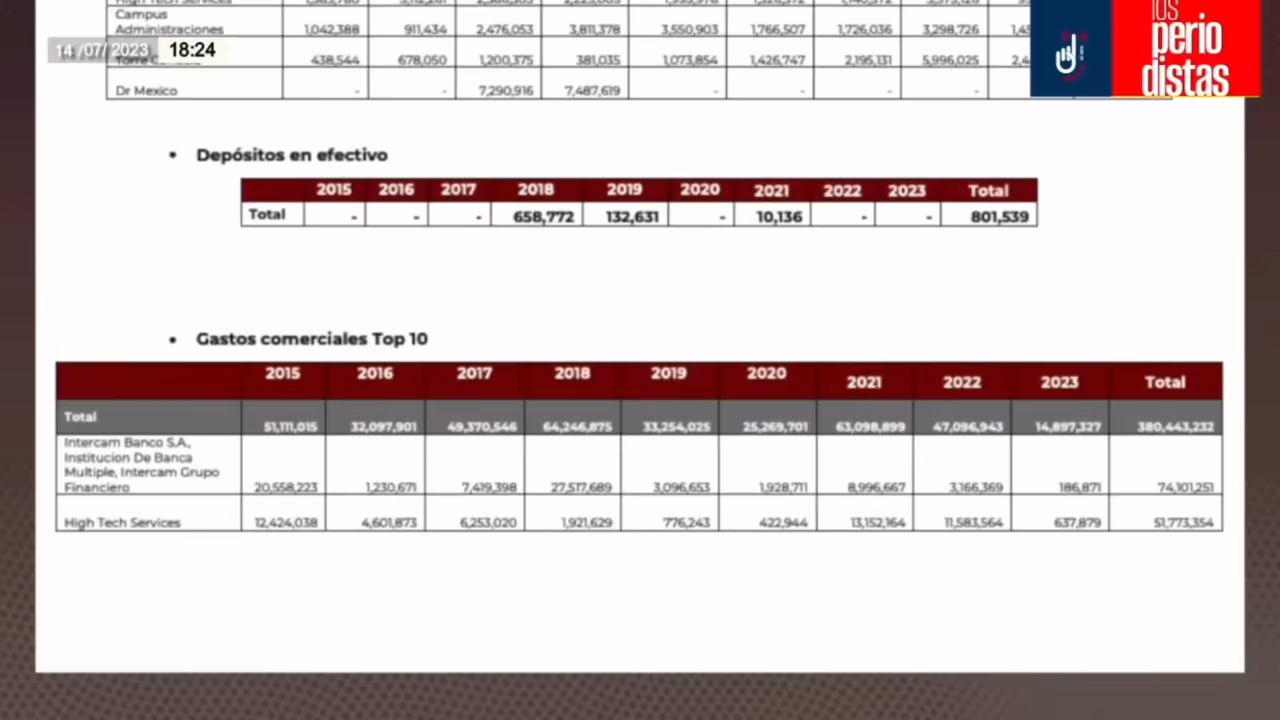 Campus
Administraciones 1,042,388 911,434 2,476,053 3,811,378 3,550,903 1,766,507 1,726,036 3,298,726
14 /07/ 2023 18:24
438,544 678,050 1,200,375 381,035 1,073,854 1,426,747 2,195,131 5,996,025
Dr Mexico - - 7,290,916 7,487,619 - - - -
los
perio
distas
• Depósitos en efectivo
2015 2016 2017 2018 2019 2020 2021 2022 2023 Total
Total - - - 658,772 132,631 - 10,136 - - 801,539
• Gastos comerciales Top 10
2015 2016 2017 2018 2019 2020 2021 2022 2023 Total
Total 51,111,015 32,097,901 49,370,546 64,246,875 33,254,025 25,269,701 63,098,899 47,096,943 14,897,327 380,443,232
Intercam Banco S.A,
Institucion De Banca
Multiple, Intercam Grupo
Financiero 20,558,223 1,230,671 7,419,398 27,517,689 3,096,653 1,928,711 8,996,667 3,166,369 186,871 74,101,251
High Tech Services 12,424,038 4,601,873 6,253,020 1,921,629 776,243 422,944 13,152,164 11,583,564 637,879 51,773,354